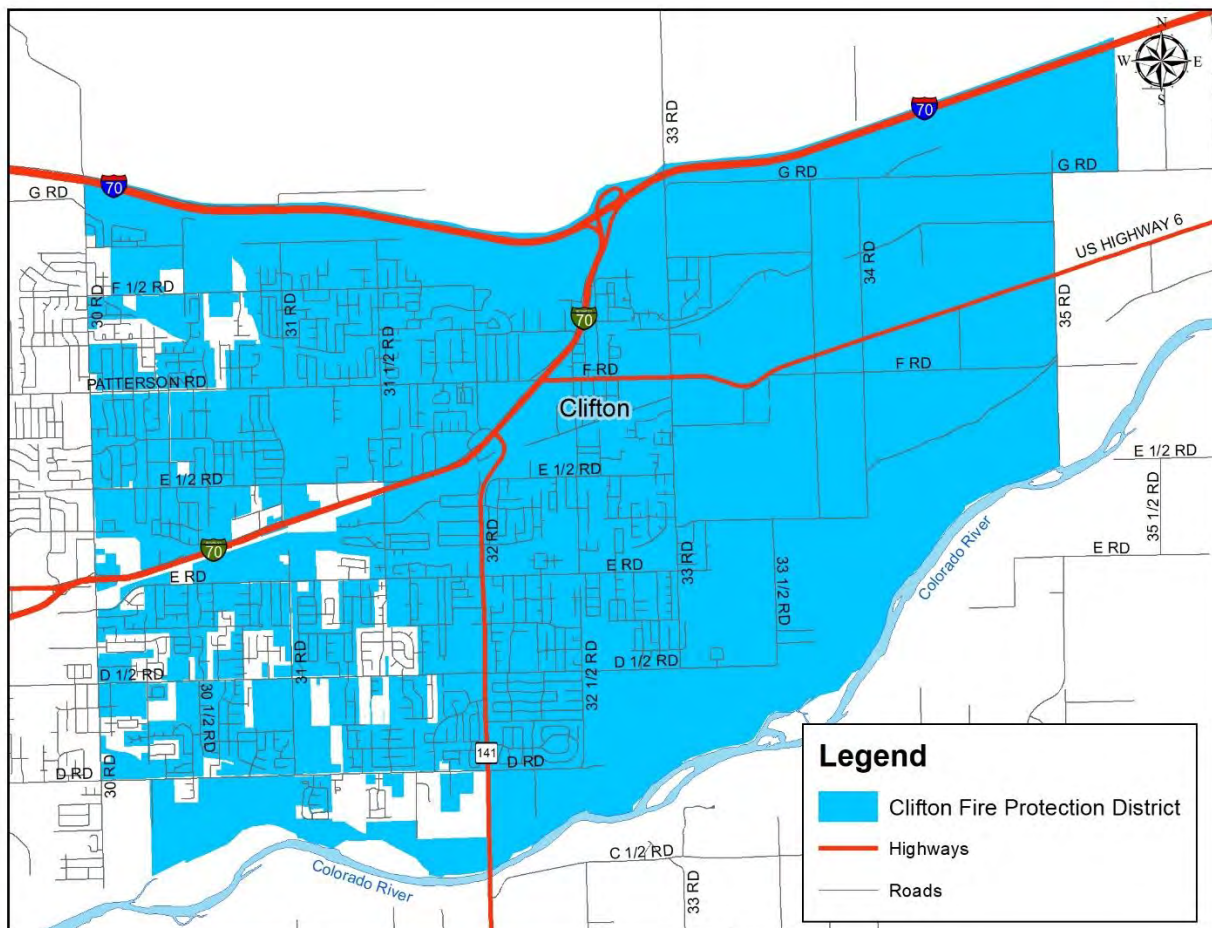 N
W
E
S
33 RD
70
70
G RD
G RD
G RD
US HIGHWAY 6
34 RD
F 1/2 RD
30 RD
31 RD
70
35 RD
31 1/2 RD
PATTERSON RD
F RD
F RD
Clifton
E 1/2 RD
E 1/2 RD
E 1/2 RD
35 1/2 RD
70
32 RD
Colorado River
E RD
E RD
33 RD
33 1/2 RD
D 1/2 RD
31 RD
D 1/2 RD
30 1/2 RD
32 1/2 RD
141
D RD
D RD
30 RD
C 1/2 RD
33 RD
Colorado River
Legend
Clifton Fire Protection District
Highways
Roads